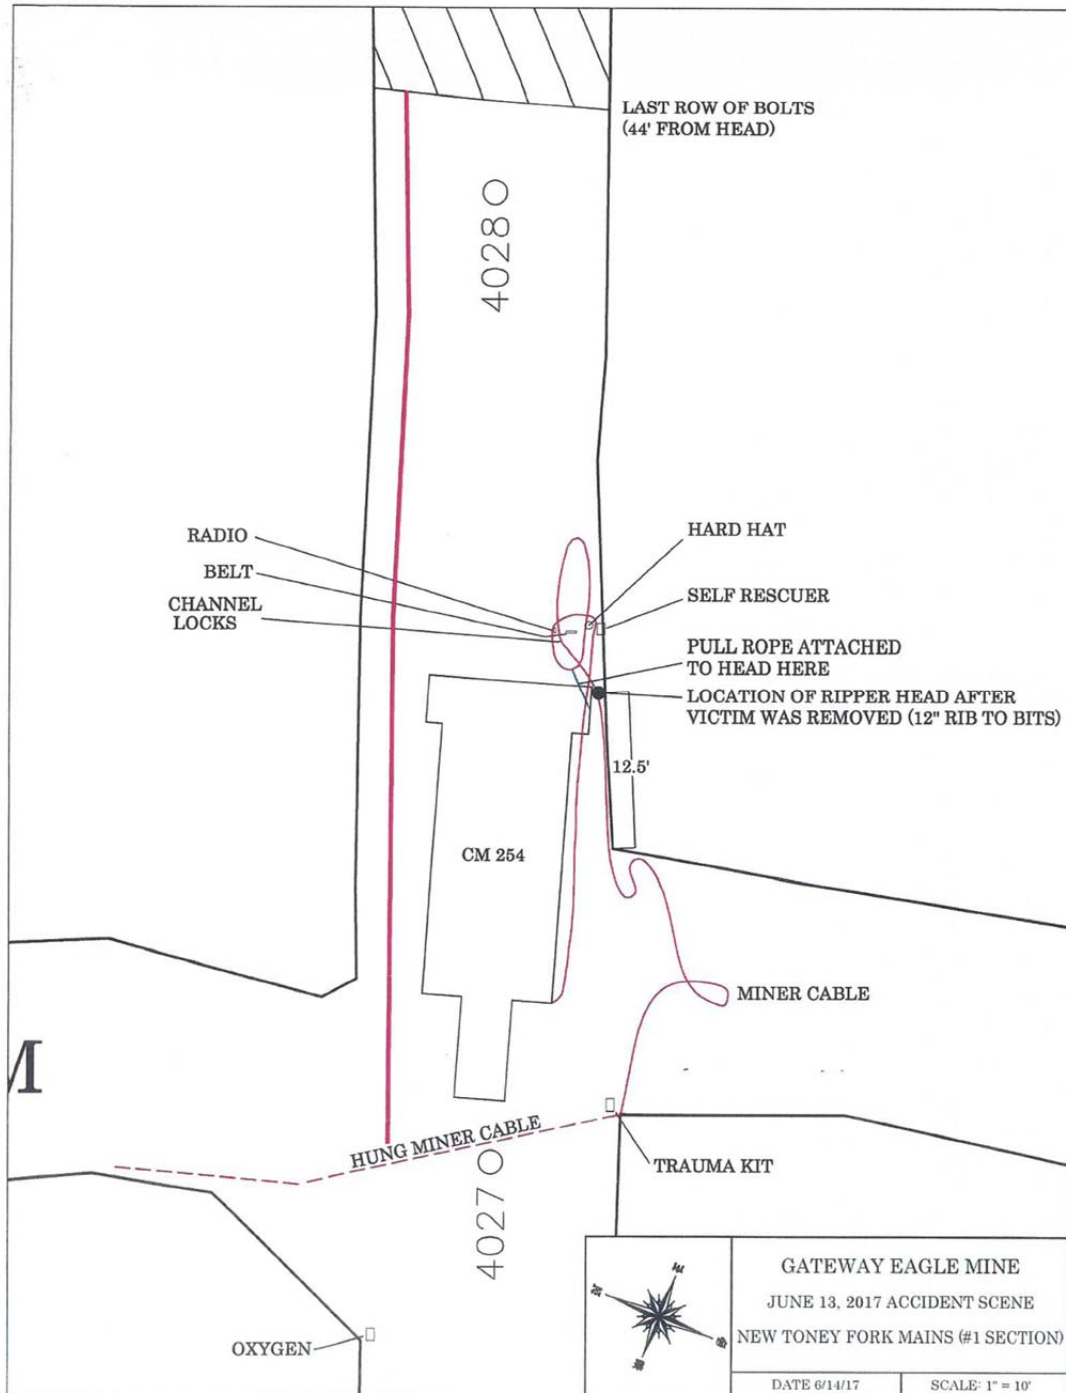 LAST ROW OF BOLTS
(44' FROM HEAD)
4028
RADIO
BELT
CHANNEL
LOCKS
HARD HAT
SELF RESCUER
PULL ROPE ATTACHED
TO HEAD HERE
LOCATION OF RIPPER HEAD AFTER
VICTIM WAS REMOVED (12" RIB TO BITS)
12.5'
CM 254
MINER CABLE
M
HUNG MINER CABLE
TRAUMA KIT
4027
OXYGEN
GATEWAY EAGLE MINE
JUNE 13, 2017 ACCIDENT SCENE
NEW TONEY FORK MAINS (#1 SECTION)
DATE 6/14/17
SCALE: 1" = 10'